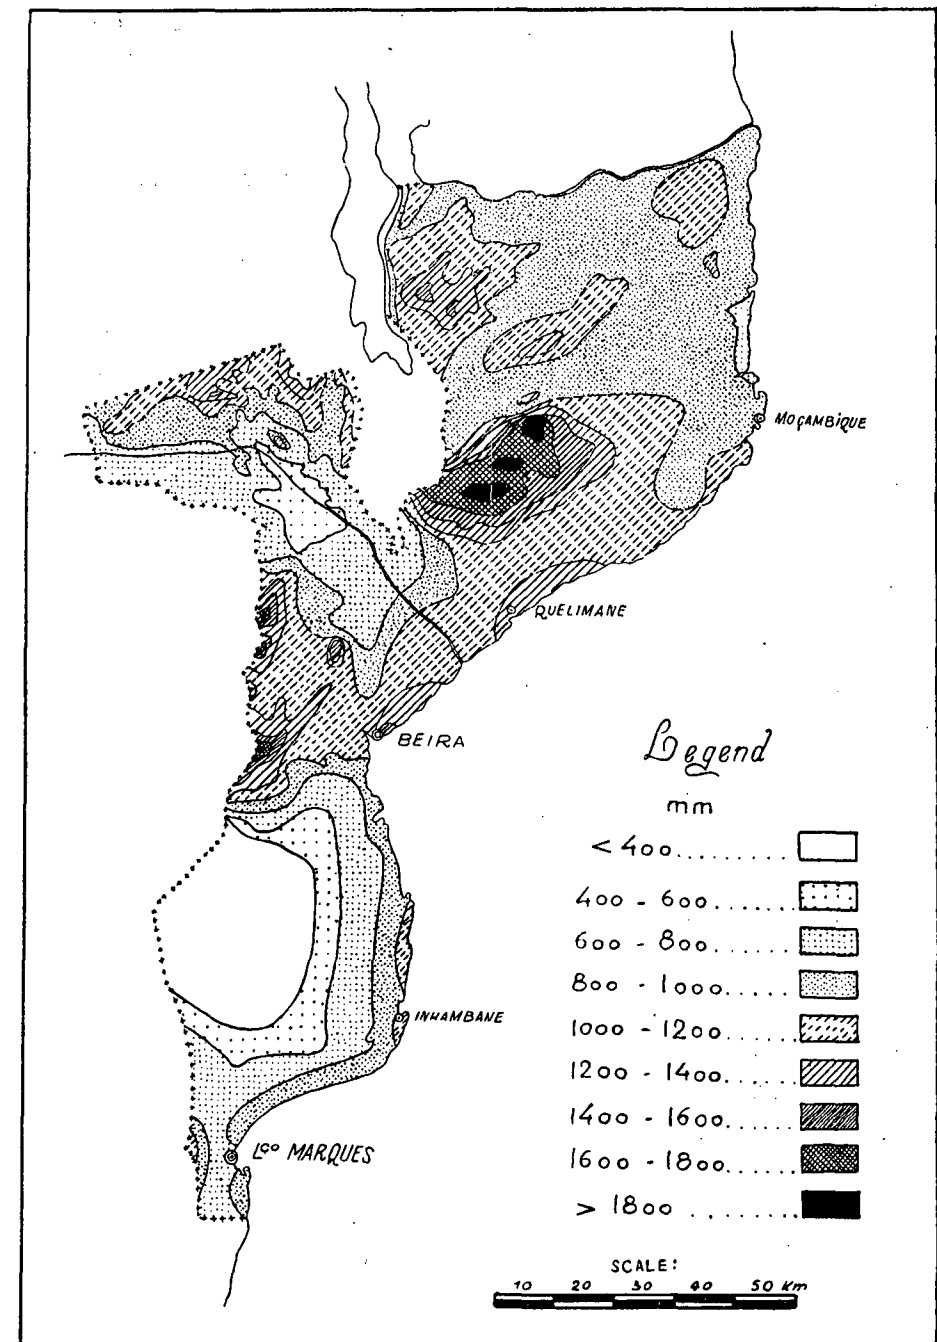 MOÇAMBIQUE
QUELIMANE
BEIRA
INHAMBANE
Lço MARQUES
Legend
mm
< 400........
400 - 600.......
600 - 800.......
800 - 1000.....
1000 - 1200.....
1200 - 1400.....
1400 - 1600.....
1600 - 1800.....
> 1800 .......
SCALE:
10 20 30 40 50 Km